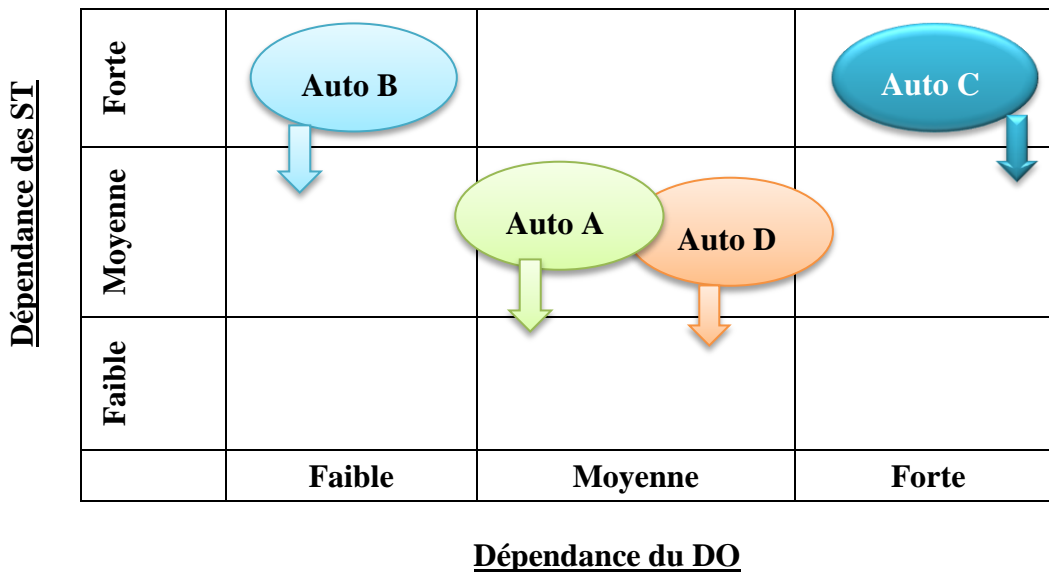 Dépendance des ST
Forte
Auto B
Auto C
Moyenne
Auto A
Auto D
Faible
Faible
Moyenne
Forte
Dépendance du DO